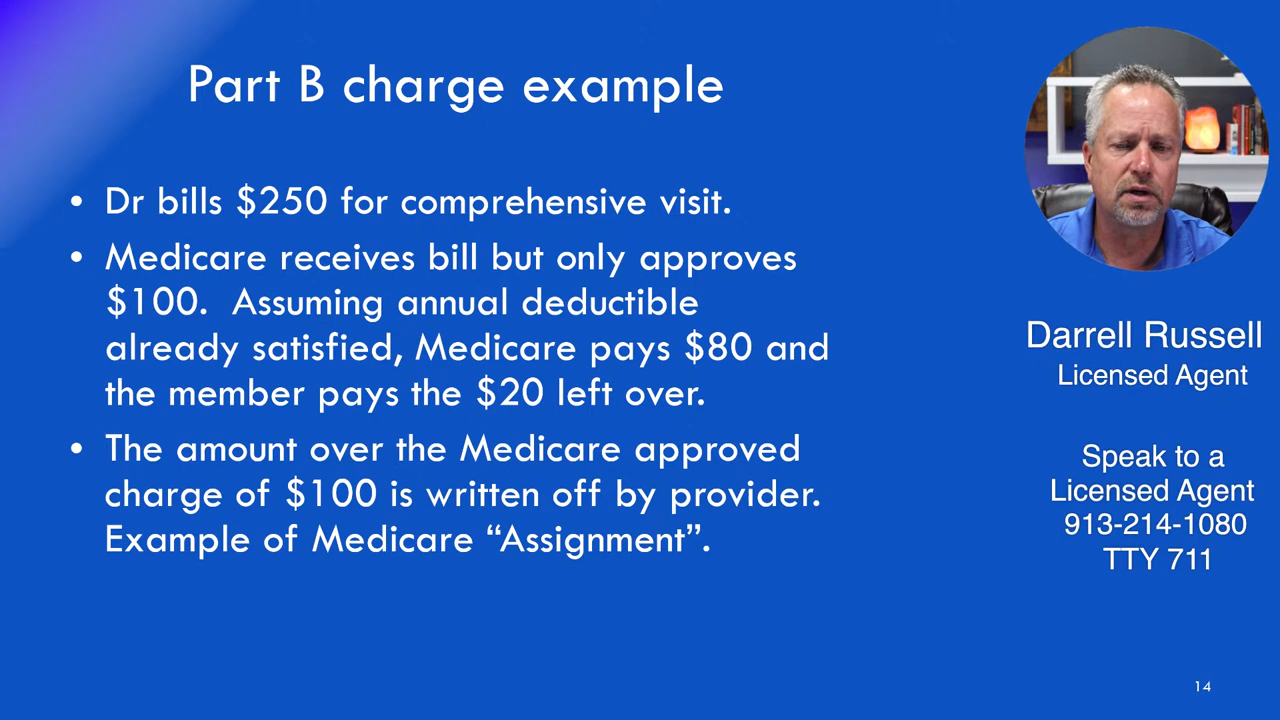 Part B charge example
• Dr bills $250 for comprehensive visit.
• Medicare receives bill but only approves
$100.  Assuming annual deductible
already satisfied, Medicare pays $80 and
the member pays the $20 left over.
• The amount over the Medicare approved
charge of $100 is written off by provider.
Example of Medicare “Assignment”.
Darrell Russell
Licensed Agent
Speak to a
Licensed Agent
913-214-1080
TTY 711
14